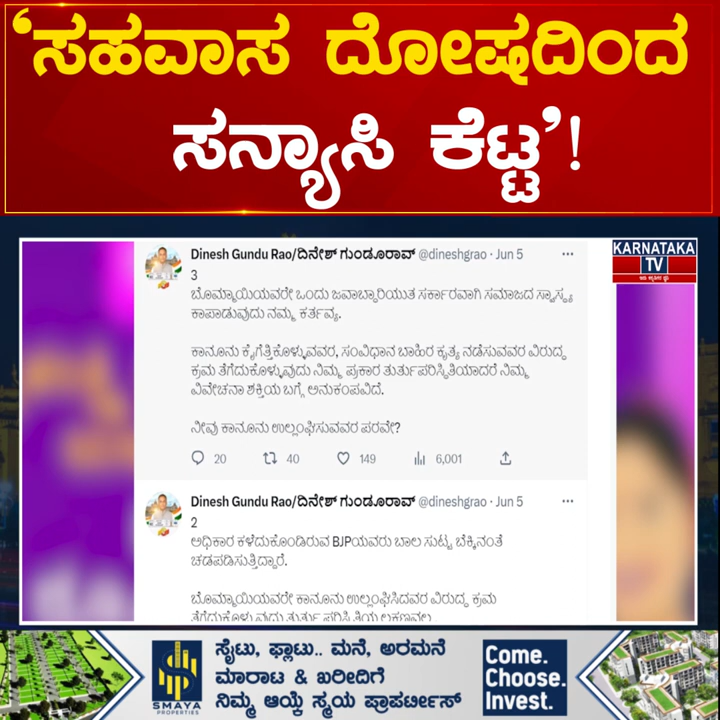 ‘ಸಹವಾಸ ದೋಷದಿಂದ
ಸನ್ಯಾಸಿ ಕೆಟ್ಟ’!
KARNATAKA
TV
Dinesh Gundu Rao/ದಿನೇಶ್ ಗುಂಡೂರಾವ್ @dineshgrao · Jun 5 ...
3
ಬೊಮ್ಮಾಯಿಯವರೇ ಒಂದು ಜವಾಬ್ದಾರಿಯುತ ಸರ್ಕಾರವಾಗಿ ಸಮಾಜದ ಸ್ವಾಸ್ಥ್ಯ
ಕಾಪಾಡುವುದು ನಮ್ಮ ಕರ್ತವ್ಯ.
ಕಾನೂನು ಕೈಗೆತ್ತಿಕೊಳ್ಳುವವರ, ಸಂವಿಧಾನ ಬಾಹಿರ ಕೃತ್ಯ ನಡೆಸುವವರ ವಿರುದ್ಧ
ಕ್ರಮ ತೆಗೆದುಕೊಳ್ಳುವುದು ನಿಮ್ಮ ಪ್ರಕಾರ ತುರ್ತುಪರಿಸ್ಥಿತಿಯಾದರೆ ನಿಮ್ಮ
ವಿವೇಚನಾ ಶಕ್ತಿಯ ಬಗ್ಗೆ ಅನುಕಂಪವಿದೆ.
ನೀವು ಕಾನೂನು ಉಲ್ಲಂಘಿಸುವವರ ಪರವೇ?
20 40 149 6,001
Dinesh Gundu Rao/ದಿನೇಶ್ ಗುಂಡೂರಾವ್ @dineshgrao · Jun 5 ...
2
ಅಧಿಕಾರ ಕಳೆದುಕೊಂಡಿರುವ BJPಯವರು ಬಾಲ ಸುಟ್ಟ ಬೆಕ್ಕಿನಂತೆ
ಚಡಪಡಿಸುತ್ತಿದ್ದಾರೆ.
ಬೊಮ್ಮಾಯಿಯವರೇ ಕಾನೂನು ಉಲ್ಲಂಘಿಸಿದವರ ವಿರುದ್ಧ ಕ್ರಮ
ತೆಗೆದುಕೊಳ್ಳುವುದು ತುರ್ತು ಪರಿಸ್ಥಿತಿಯ ಲಕ್ಷಣವಲ್ಲ
SMAYA
PROPERTIES
ಸೈಟು, ಫ್ಲಾಟು.. ಮನೆ, ಅರಮನೆ
ಮಾರಾಟ & ಖರೀದಿಗೆ
ನಿಮ್ಮ ಆಯ್ಕೆ ಸ್ಮಯ ಪ್ರಾಪರ್ಟೀಸ್
Come.
Choose.
Invest.